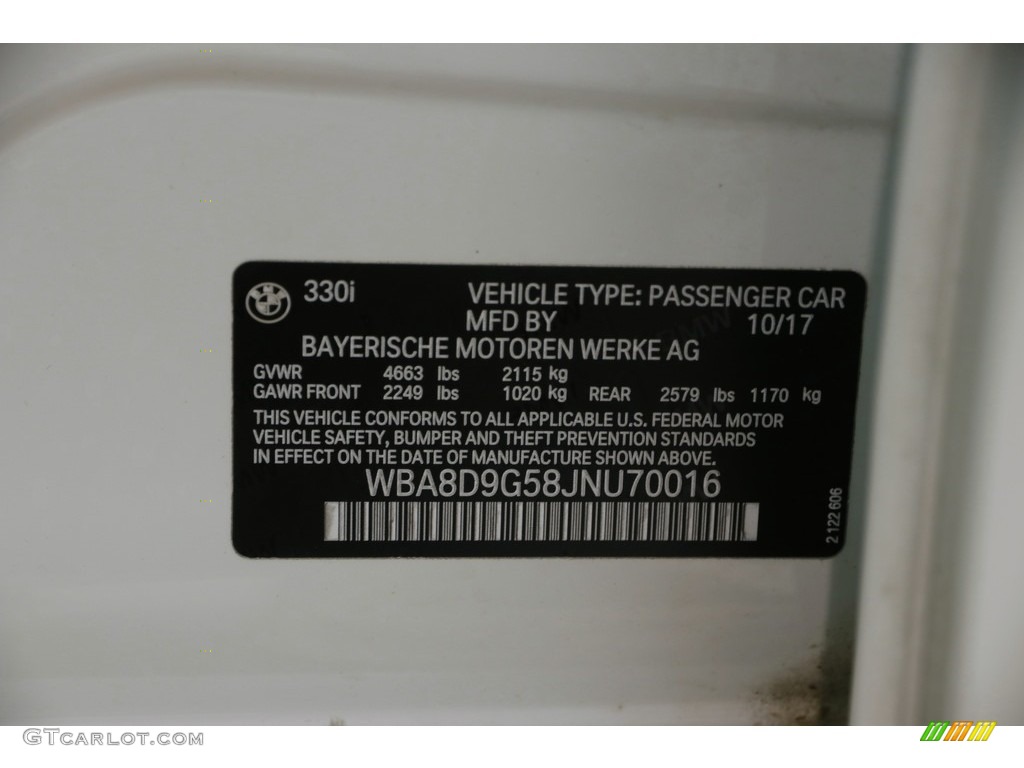 330i VEHICLE TYPE: PASSENGER CAR
MFD BY 10/17
BAYERISCHE MOTOREN WERKE AG
GVWR 4663 lbs 2115 kg
GAWR FRONT 2249 lbs 1020 kg REAR 2579 lbs 1170 kg
THIS VEHICLE CONFORMS TO ALL APPLICABLE U.S. FEDERAL MOTOR
VEHICLE SAFETY, BUMPER AND THEFT PREVENTION STANDARDS
IN EFFECT ON THE DATE OF MANUFACTURE SHOWN ABOVE.
WBA8D9G58JNU70016
2 122 606
GTCarLot.com